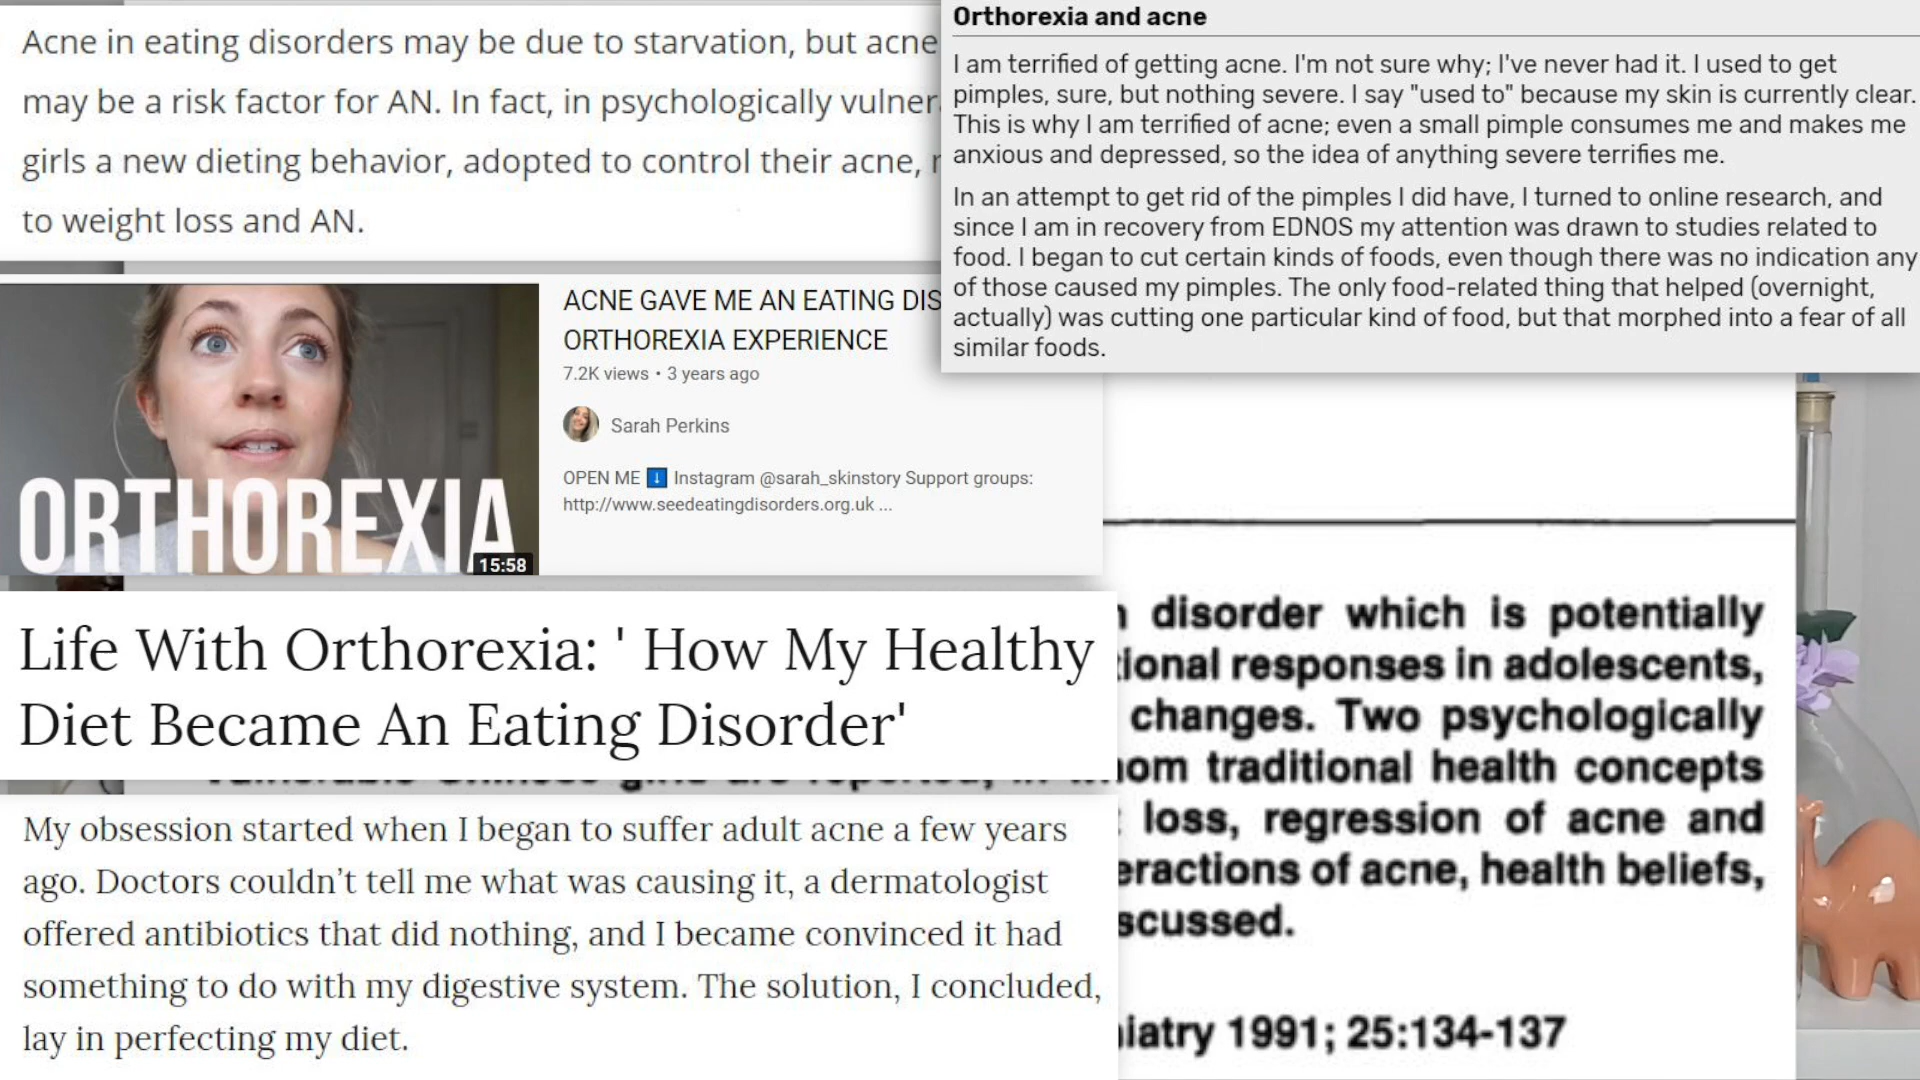 Acne in eating disorders may be due to starvation, but acne
may be a risk factor for AN. In fact, in psychologically
girls a new dieting behavior, adopted to control their acne,
to weight loss and AN.
Orthorexia and acne
I am terrified of getting acne. I'm not sure why; I've never had it. I used to get
pimples, sure, but nothing severe. I say "used to" because my skin is currently clear.
This is why I am terrified of acne; even a small pimple consumes me and makes me
anxious and depressed, so the idea of anything severe terrifies me.
In an attempt to get rid of the pimples I did have, I turned to online research, and
since I am in recovery from EDNOS my attention was drawn to studies related to
food. I began to cut certain kinds of foods, even though there was no indication any
of those caused my pimples. The only food-related thing that helped (overnight,
actually) was cutting one particular kind of food, but that morphed into a fear of all
similar foods.
ORTHOREXIA
15:58
ACNE GAVE ME AN EATING DIS
ORTHOREXIA EXPERIENCE
7.2K views • 3 years ago
Sarah Perkins
OPEN ME ⬇ Instagram @sarah_skinstory Support groups:
http://www.seedeatingdisorders.org.uk ...
Life With Orthorexia: ' How My Healthy
Diet Became An Eating Disorder'
My obsession started when I began to suffer adult acne a few years
ago. Doctors couldn't tell me what was causing it, a dermatologist
offered antibiotics that did nothing, and I became convinced it had
something to do with my digestive system. The solution, I concluded,
lay in perfecting my diet.
disorder which is potentially
responses in adolescents,
changes. Two psychologically
traditional health concepts
loss, regression of acne and
of acne, health beliefs,
1991; 25:134-137